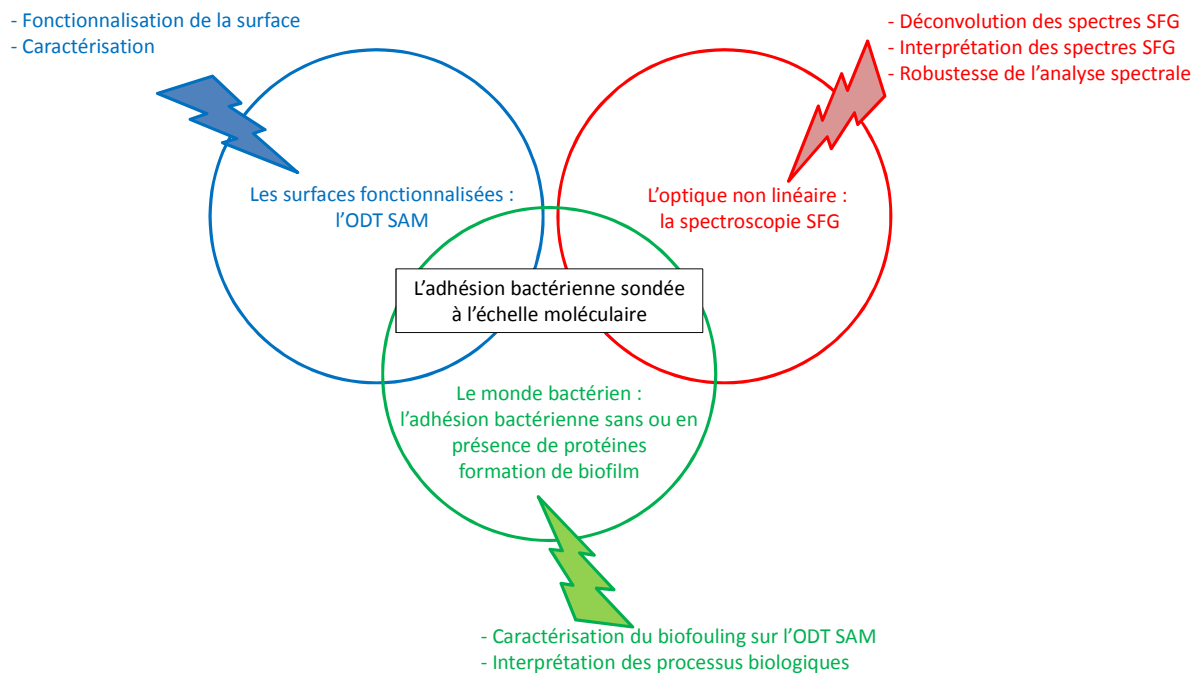 - Fonctionnalisation de la surface
- Caractérisation
- Déconvolution des spectres SFG
- Interprétation des spectres SFG
- Robustesse de l'analyse spectrale
Les surfaces fonctionnalisées :
l'ODT SAM
L'optique non linéaire :
la spectroscopie SFG
L'adhésion bactérienne sondée
à l'échelle moléculaire
Le monde bactérien :
l'adhésion bactérienne sans ou en
présence de protéines
formation de biofilm
- Caractérisation du biofouling sur l'ODT SAM
- Interprétation des processus biologiques